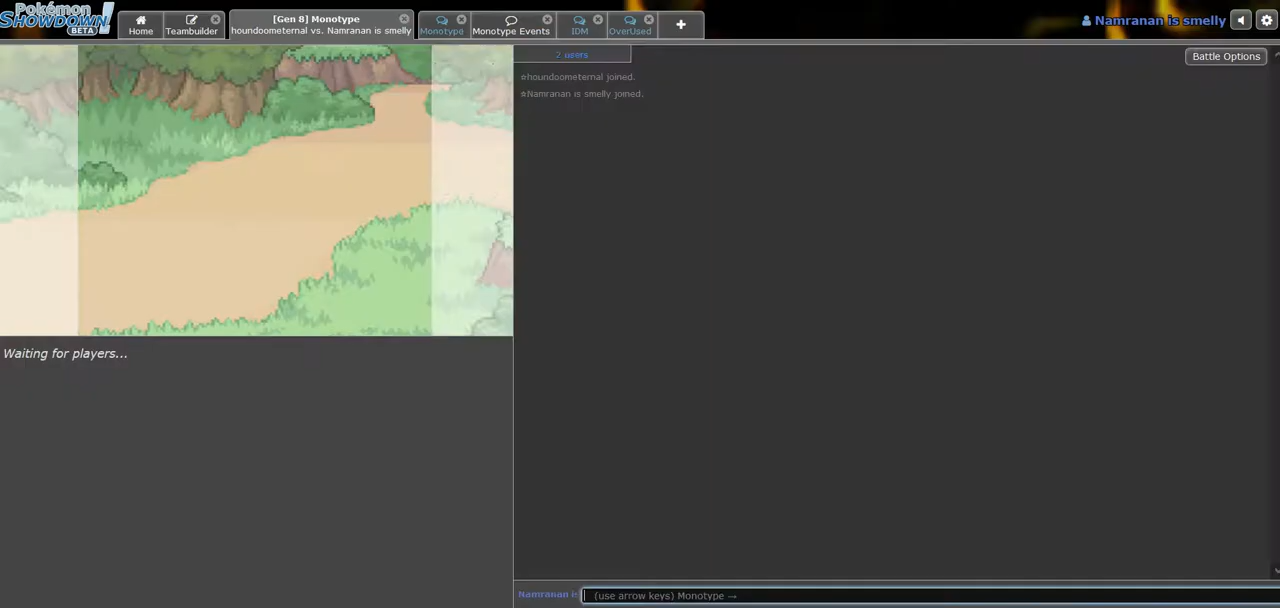 Pokémon
SHOWDOWN!
BETA
Home
Teambuilder
[Gen 8] Monotype
houndoometernal vs. Namranan is smelly
Monotype
Monotype Events
IDM
OverUsed
Namranan is smelly
2 users
Battle Options
☆houndoometernal joined.
☆Namranan is smelly joined.
Waiting for players...
Namranan is
(use arrow keys) Monotype →